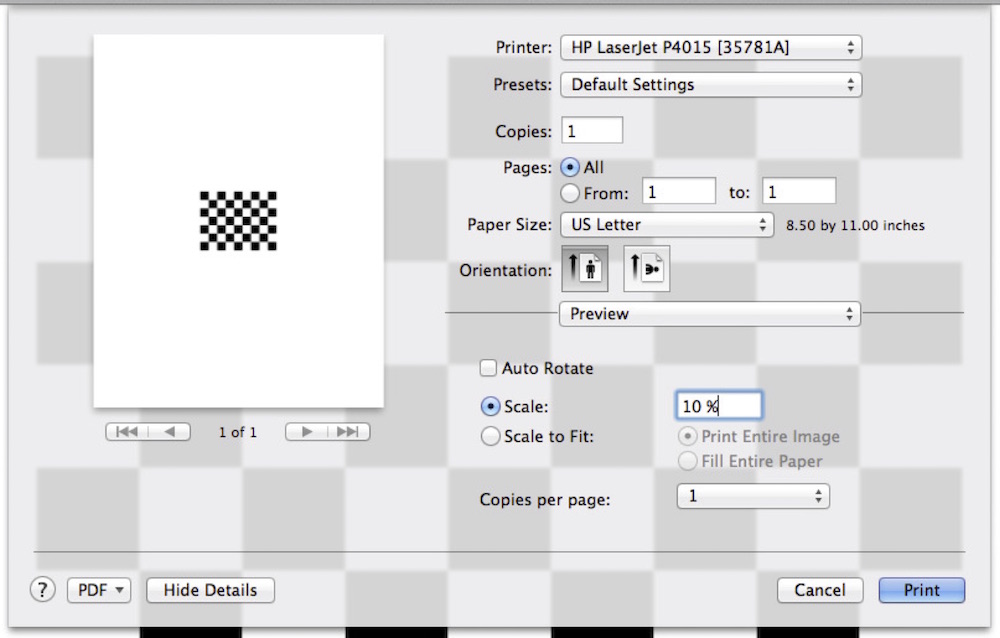 Printer: HP LaserJet P4015 [35781A]
Presets: Default Settings
Copies: 1
Pages: All
From: 1 to: 1
Paper Size: US Letter 8.50 by 11.00 inches
Orientation:
Preview
Auto Rotate
Scale: 10 %
Scale to Fit: Print Entire Image
Fill Entire Paper
Copies per page: 1
1 of 1
? PDF Hide Details Cancel Print